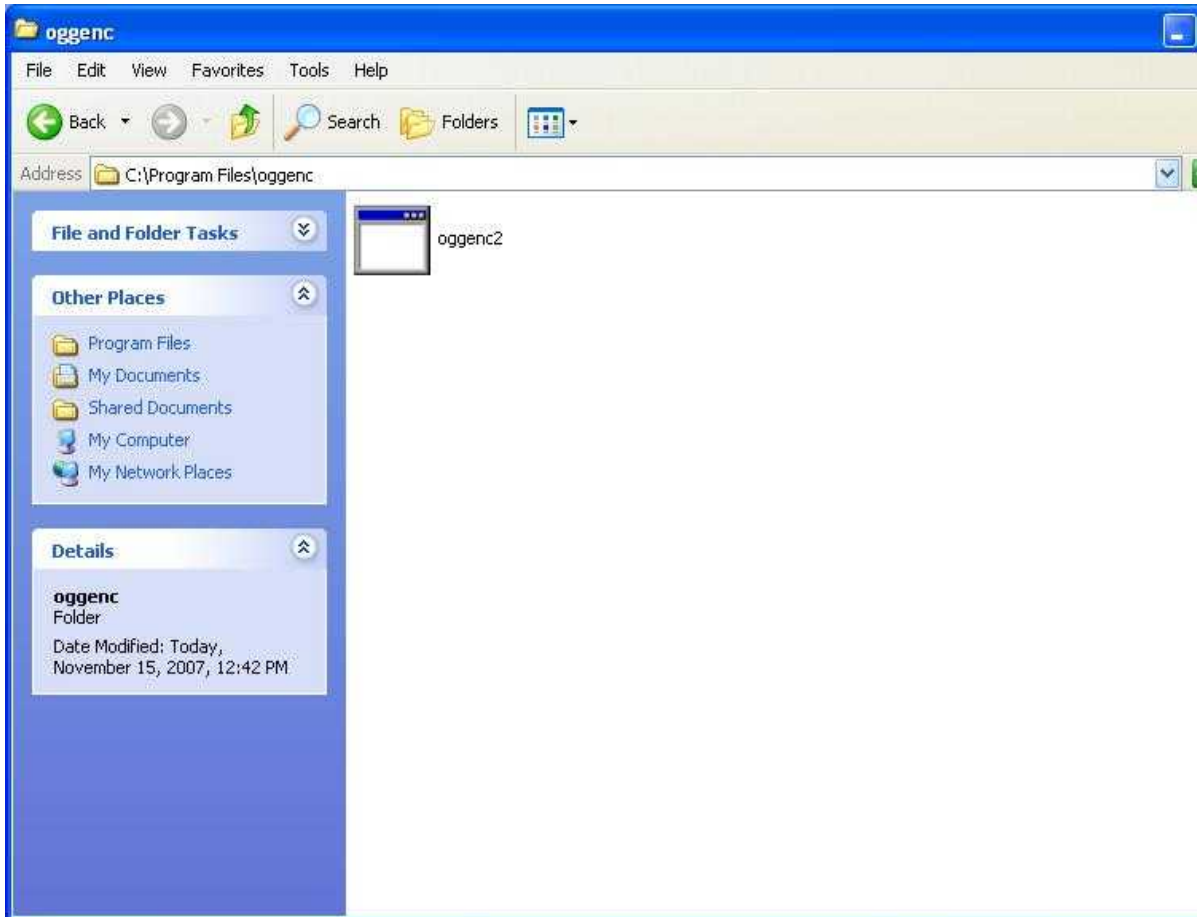 oggenc
File Edit View Favorites Tools Help
Back Search Folders
Address C:\Program Files\oggenc
File and Folder Tasks
oggenc2
Other Places
Program Files
My Documents
Shared Documents
My Computer
My Network Places
Details
oggenc
Folder
Date Modified: Today,
November 15, 2007, 12:42 PM